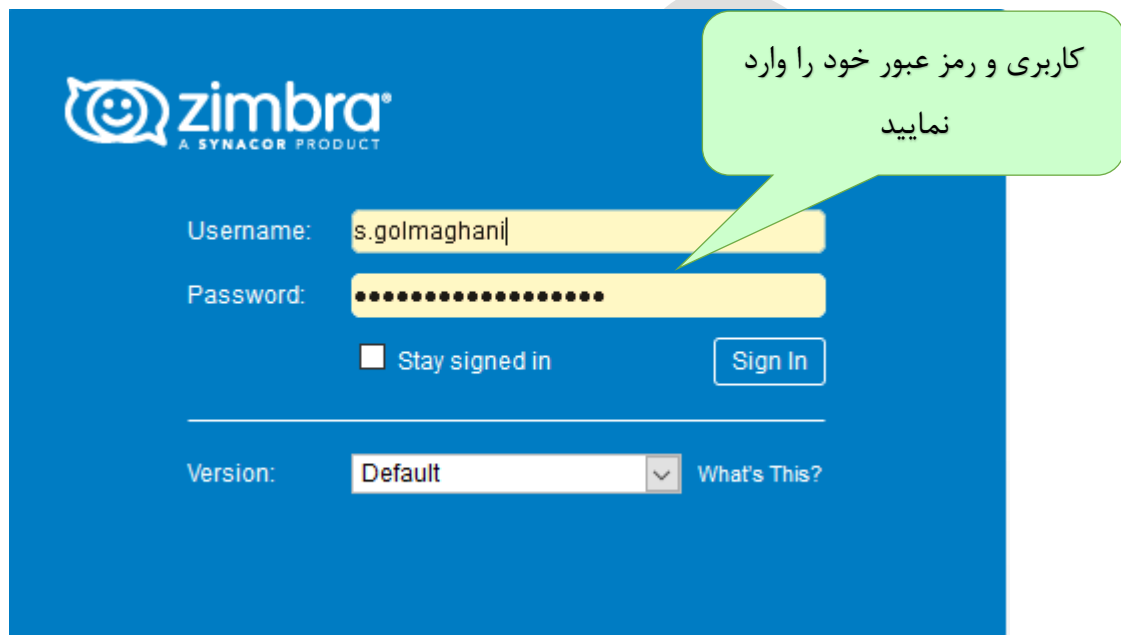 کاربری و رمز عبور خود را وارد
نمایید
zimbra®
A SYNACOR PRODUCT
Username: s.golmaghani
Password: ••••••••••••••••••
Stay signed in Sign In
Version: Default What's This?